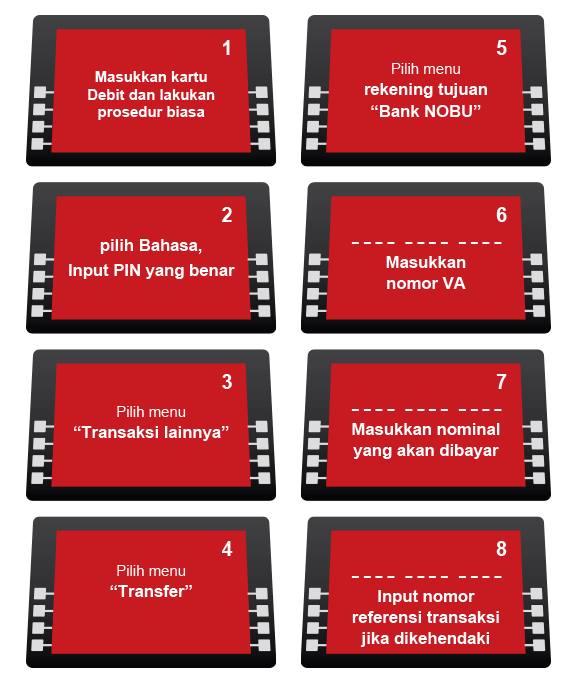 1
Masukkan kartu
Debit dan lakukan
prosedur biasa
2
pilih Bahasa,
Input PIN yang benar
3
Pilih menu
“Transaksi lainnya”
4
Pilih menu
“Transfer”
5
Pilih menu
rekening tujuan
“Bank NOBU”
6
Masukkan
nomor VA
7
Masukkan nominal
yang akan dibayar
8
Input nomor
referensi transaksi
jika dikehendaki